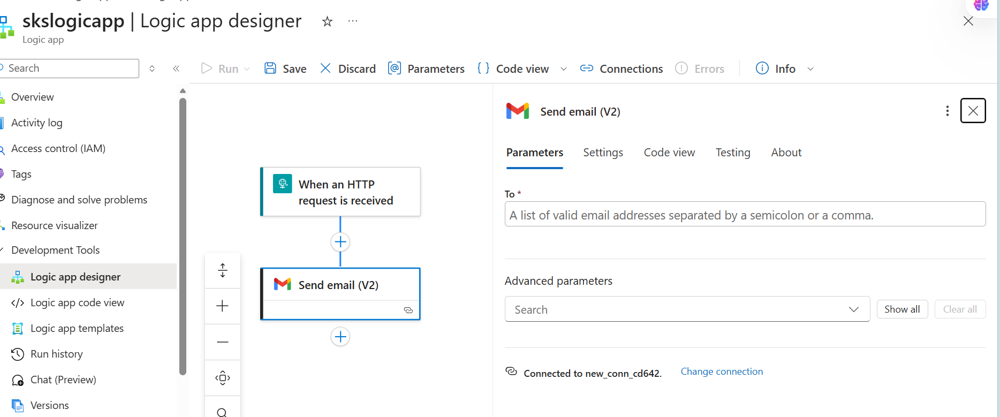 skslogicapp | Logic app designer
Logic app
Search
Run
Save
Discard
Parameters
Code view
Connections
Errors
Info
Overview
Activity log
Access control (IAM)
Tags
Diagnose and solve problems
Resource visualizer
Development Tools
Logic app designer
Logic app code view
Logic app templates
Run history
Chat (Preview)
Versions
When an HTTP
request is received
Send email (V2)
Send email (V2)
Parameters
Settings
Code view
Testing
About
To *
A list of valid email addresses separated by a semicolon or a comma.
Advanced parameters
Search
Show all
Clear all
Connected to new_conn_cd642.
Change connection